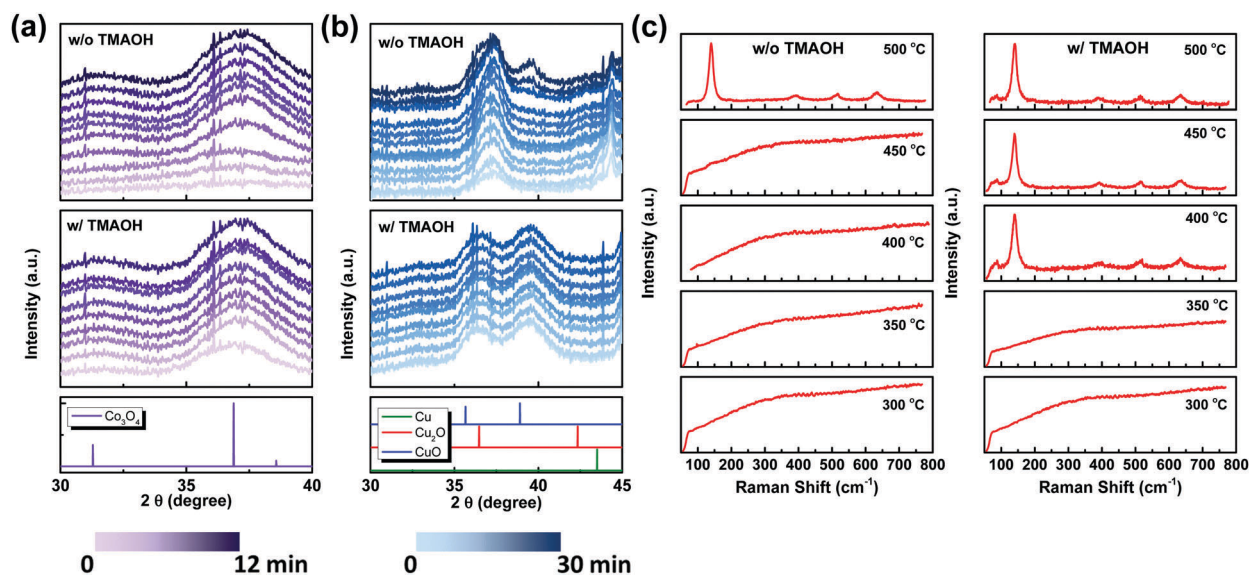 (a)
w/o TMAOH
w/ TMAOH
Intensity (a.u.)
Co3O4
30 35 40
2 θ (degree)
0 12 min
(b)
w/o TMAOH
w/ TMAOH
Intensity (a.u.)
Cu
Cu2O
CuO
30 35 40 45
2 θ (degree)
0 30 min
(c)
w/o TMAOH 500 °C
450 °C
400 °C
350 °C
300 °C
Intensity (a.u.)
100 200 300 400 500 600 700 800
Raman Shift (cm-1)
w/ TMAOH 500 °C
450 °C
400 °C
350 °C
300 °C
Intensity (a.u.)
100 200 300 400 500 600 700 800
Raman Shift (cm-1)